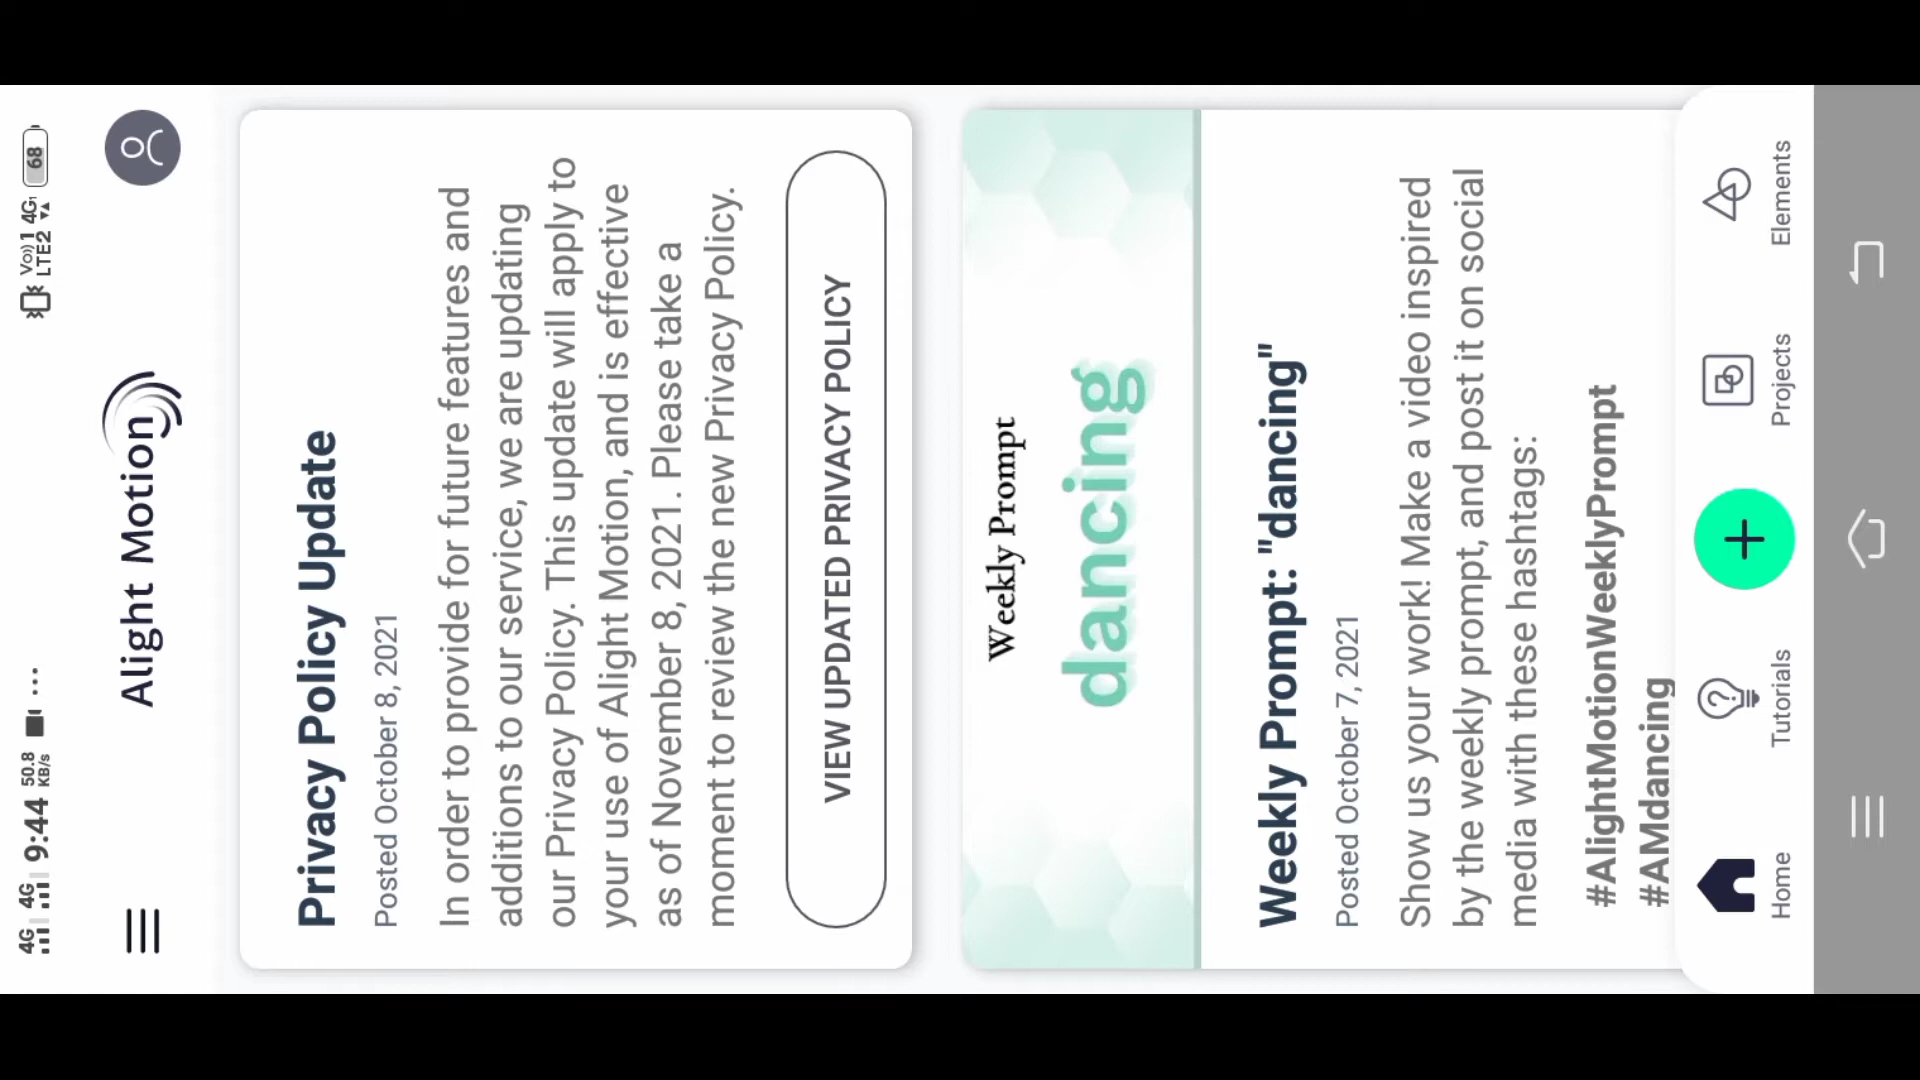 4G 4G 9:44 50.8 KB/s ... Vo)) 1 4G LTE2 68
Alight Motion
Privacy Policy Update
Posted October 8, 2021
In order to provide for future features and
additions to our service, we are updating
our Privacy Policy. This update will apply to
your use of Alight Motion, and is effective
as of November 8, 2021. Please take a
moment to review the new Privacy Policy.
VIEW UPDATED PRIVACY POLICY
Weekly Prompt
dancing
Weekly Prompt: "dancing"
Posted October 7, 2021
Show us your work! Make a video inspired
by the weekly prompt, and post it on social
media with these hashtags:
#AlightMotionWeeklyPrompt
#AMdancing
Home Tutorials Projects Elements